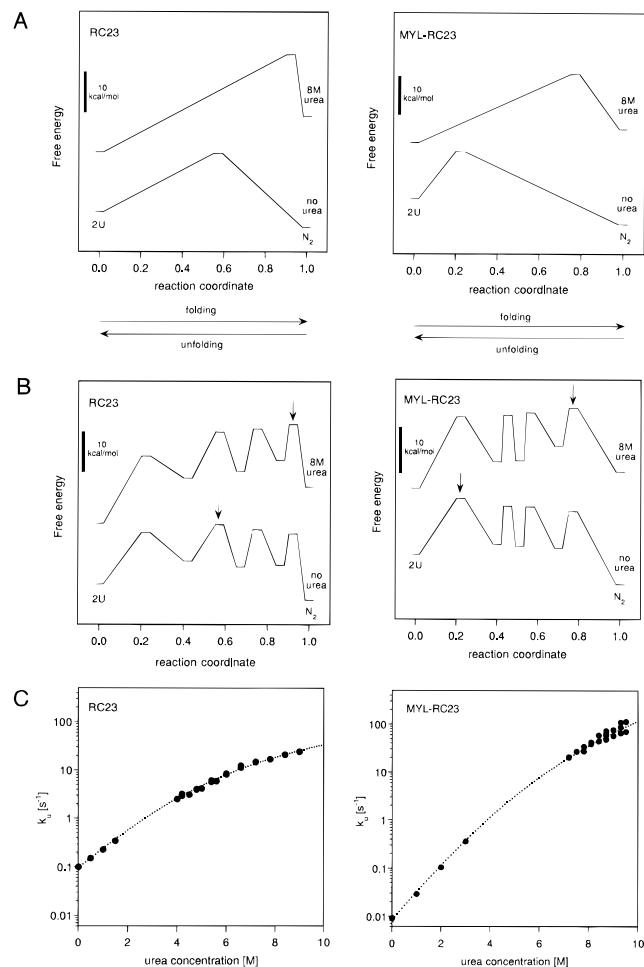 A
RC23
MYL-RC23
10
kcal/mol
8M
urea
10
kcal/mol
8M
urea
Free energy
Free energy
2U
no
urea
N2
2U
no
urea
N2
0.0 0.2 0.4 0.6 0.8 1.0
0.0 0.2 0.4 0.6 0.8 1.0
reaction coordinate
reaction coordinate
folding
folding
unfolding
unfolding
B
RC23
MYL-RC23
10
kcal/mol
8M
urea
10
kcal/mol
8M
urea
Free energy
Free energy
2U
no
urea
N2
2U
no
urea
N2
0.0 0.2 0.4 0.6 0.8 1.0
0.0 0.2 0.4 0.6 0.8 1.0
reaction coordinate
reaction coordinate
C
RC23
MYL-RC23
100
10
1
0.1
0.01
ku [s-1]
100
10
1
0.1
0.01
ku [s-1]
0 2 4 6 8 10
0 2 4 6 8 10
urea concentration [M]
urea concentration [M]